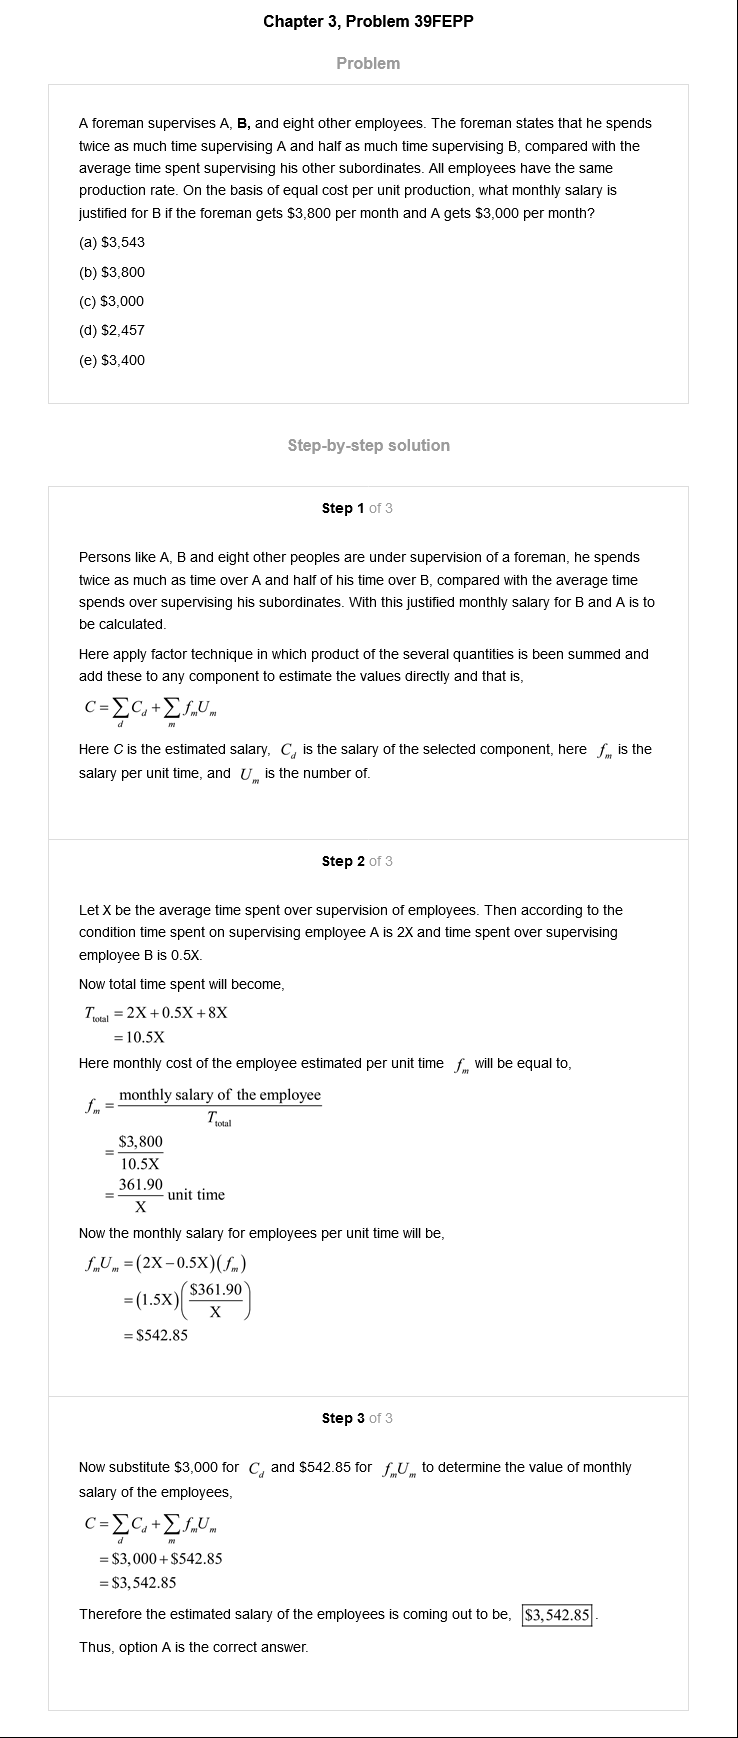 Chapter 3, Problem 39FEPP
Problem
A foreman supervises A, B, and eight other employees. The foreman states that he spends
twice as much time supervising A and half as much time supervising B, compared with the
average time spent supervising his other subordinates. All employees have the same
production rate. On the basis of equal cost per unit production, what monthly salary is
justified for B if the foreman gets $3,800 per month and A gets $3,000 per month?
(a) $3,543
(b) $3,800
(c) $3,000
(d) $2,457
(e) $3,400
Step-by-step solution
Step 1 of 3
Persons like A, B and eight other peoples are under supervision of a foreman, he spends
twice as much as time over A and half of his time over B, compared with the average time
spends over supervising his subordinates. With this justified monthly salary for B and A is to
be calculated.
Here apply factor technique in which product of the several quantities is been summed and
add these to any component to estimate the values directly and that is,
C = ∑_d C_d + ∑_m f_m U_m
Here C is the estimated salary, C_d is the salary of the selected component, here f_m is the
salary per unit time, and U_m is the number of.
Step 2 of 3
Let X be the average time spent over supervision of employees. Then according to the
condition time spent on supervising employee A is 2X and time spent over supervising
employee B is 0.5X.
Now total time spent will become,
T_total = 2X + 0.5X + 8X
= 10.5X
Here monthly cost of the employee estimated per unit time f_m will be equal to,
f_m = monthly salary of the employee / T_total
= $3,800 / 10.5X
= 361.90 / X unit time
Now the monthly salary for employees per unit time will be,
f_m U_m = (2X − 0.5X)(f_m)
= (1.5X)($361.90 / X)
= $542.85
Step 3 of 3
Now substitute $3,000 for C_d and $542.85 for f_m U_m to determine the value of monthly
salary of the employees,
C = ∑_d C_d + ∑_m f_m U_m
= $3,000 + $542.85
= $3,542.85
Therefore the estimated salary of the employees is coming out to be, $3,542.85.
Thus, option A is the correct answer.